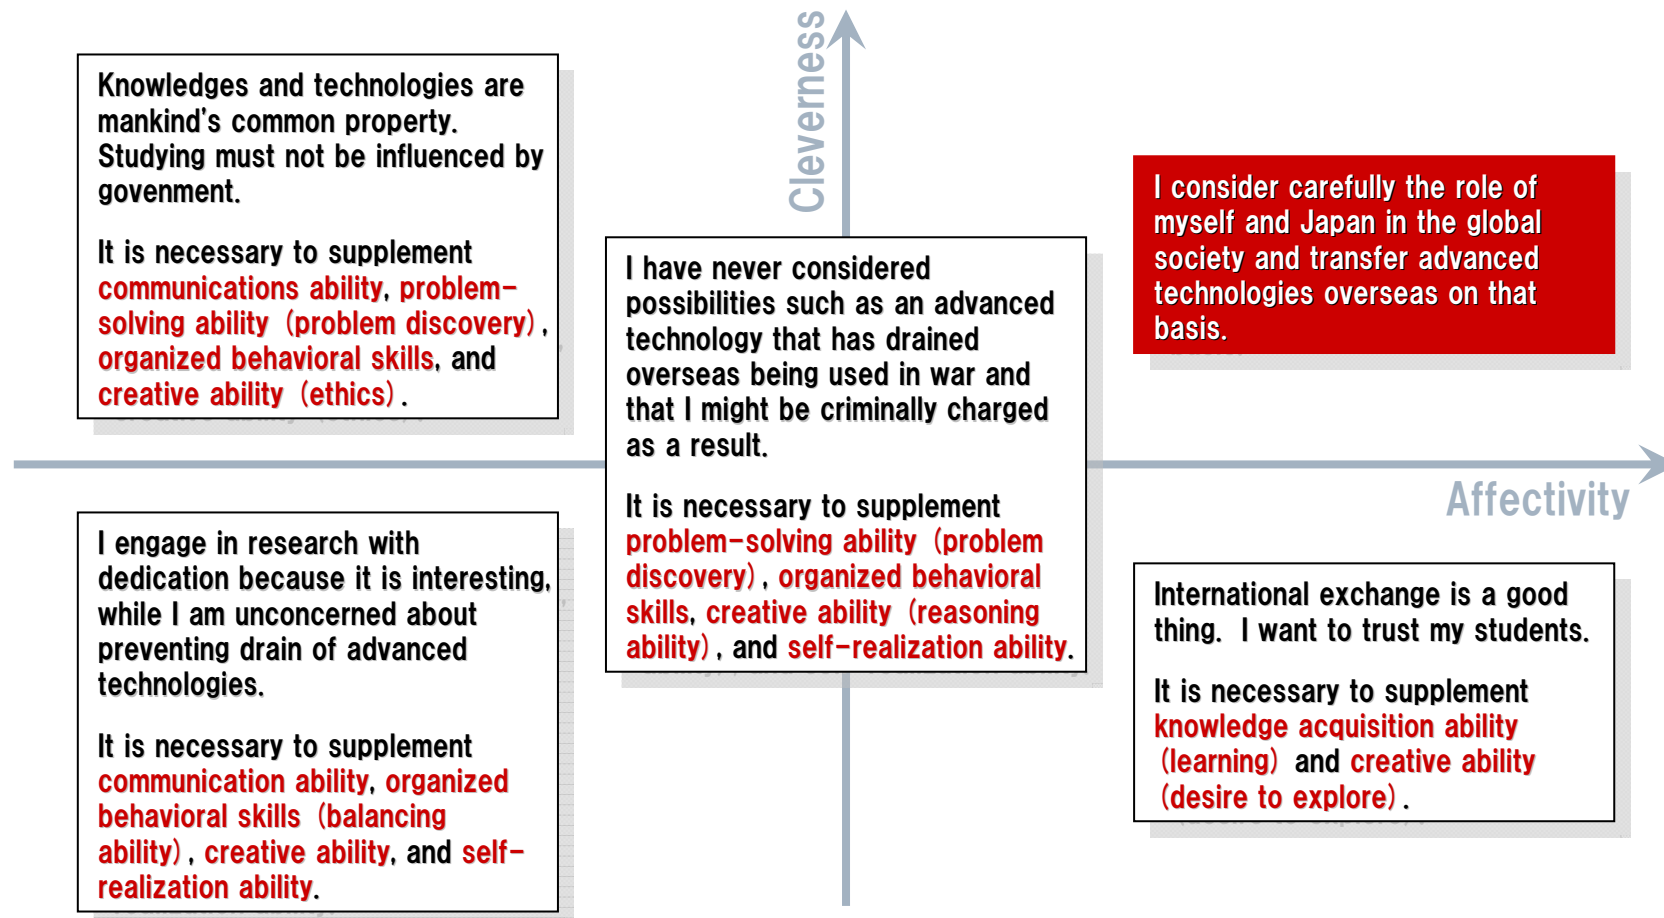 Cleverness
Knowledges and technologies are
mankind's common property.
Studying must not be influenced by
govenment.
It is necessary to supplement
communications ability, problem-
solving ability (problem discovery),
organized behavioral skills, and
creative ability (ethics).
I have never considered
possibilities such as an advanced
technology that has drained
overseas being used in war and
that I might be criminally charged
as a result.
It is necessary to supplement
problem-solving ability (problem
discovery), organized behavioral
skills, creative ability (reasoning
ability), and self-realization ability.
I consider carefully the role of
myself and Japan in the global
society and transfer advanced
technologies overseas on that
basis.
Affectivity
I engage in research with
dedication because it is interesting,
while I am unconcerned about
preventing drain of advanced
technologies.
It is necessary to supplement
communication ability, organized
behavioral skills (balancing
ability), creative ability, and self-
realization ability.
International exchange is a good
thing. I want to trust my students.
It is necessary to supplement
knowledge acquisition ability
(learning) and creative ability
(desire to explore).